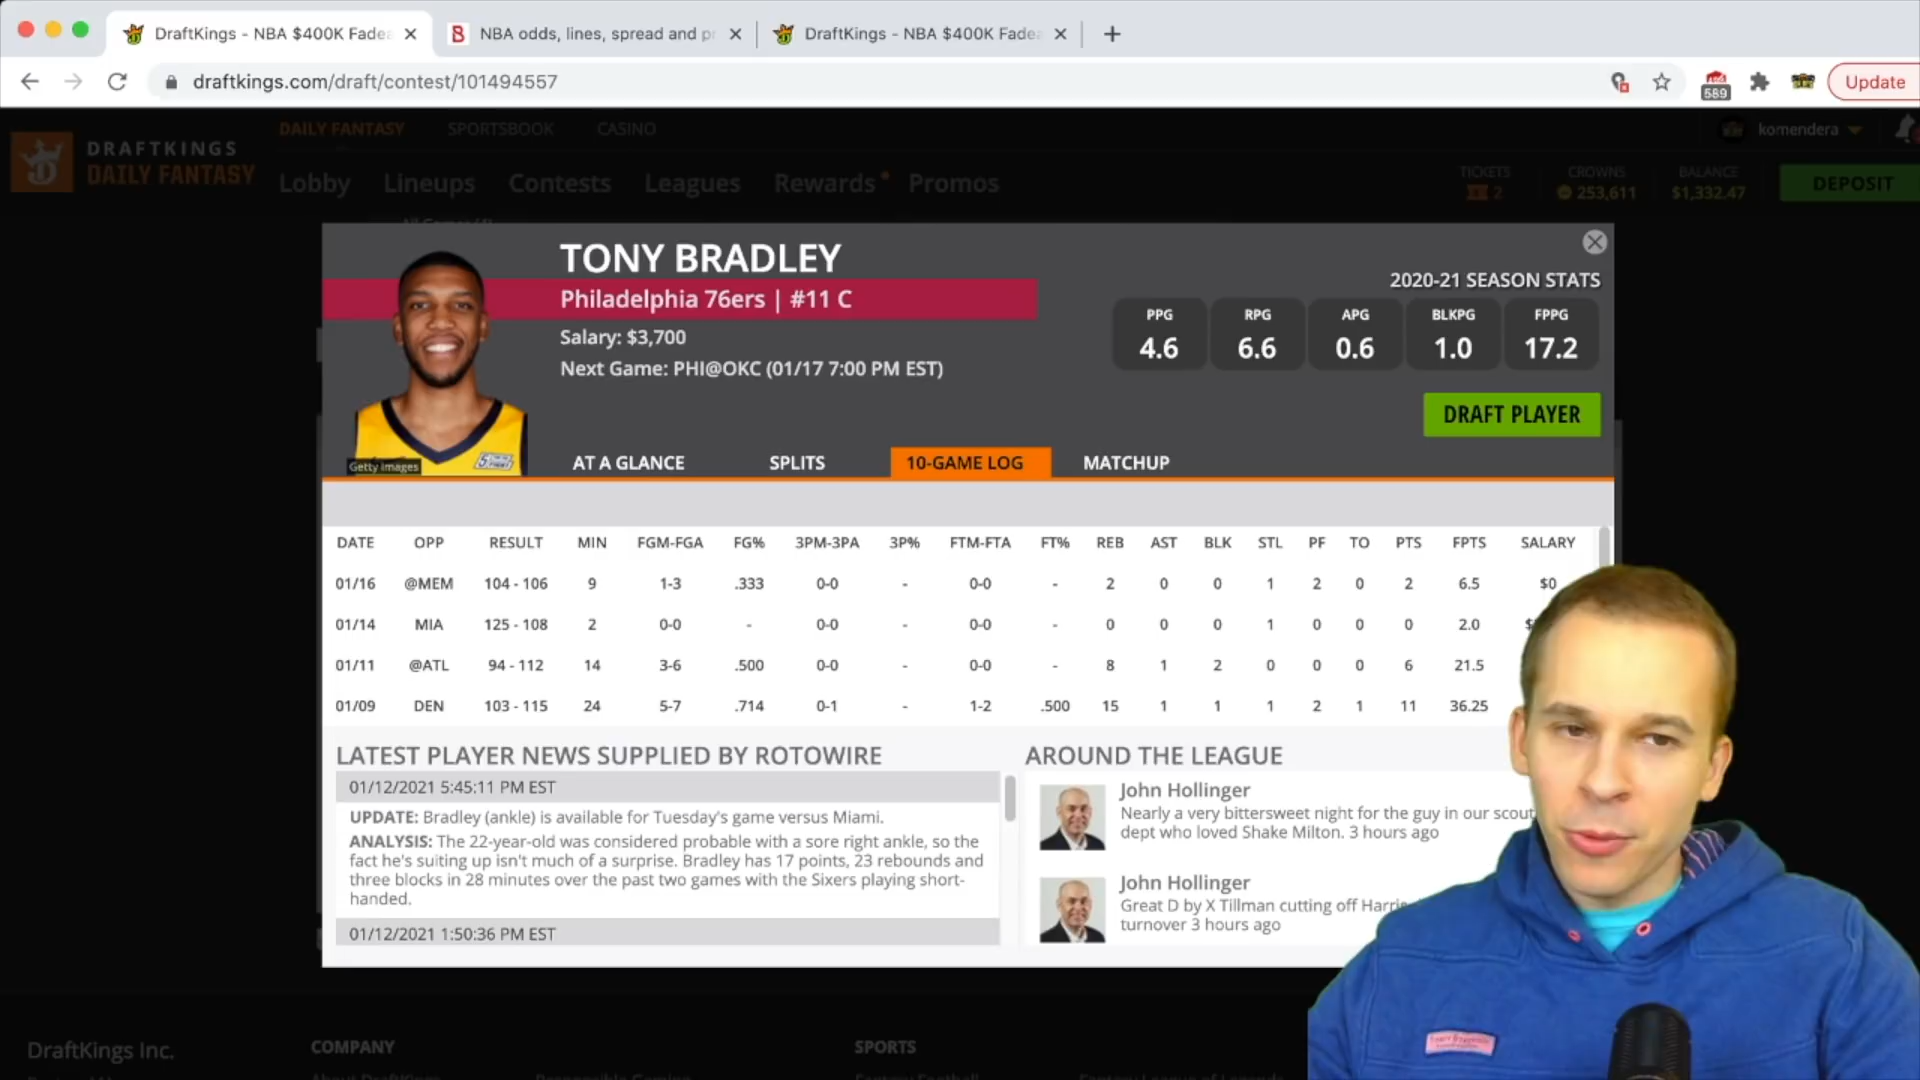 DraftKings - NBA $400K Fadea
NBA odds, lines, spread and p
DraftKings - NBA $400K Fadea
draftkings.com/draft/contest/101494557
589
Update
DAILY FANTASY SPORTSBOOK CASINO
komendera
DRAFTKINGS
DAILY FANTASY
Lobby Lineups Contests Leagues Rewards Promos
TICKETS
2
CROWNS
253,611
BALANCE
$1,332.47
DEPOSIT
TONY BRADLEY
Philadelphia 76ers | #11 C
Salary: $3,700
Next Game: PHI@OKC (01/17 7:00 PM EST)
2020-21 SEASON STATS
PPG RPG APG BLKPG FPPG
4.6 6.6 0.6 1.0 17.2
DRAFT PLAYER
Getty Images
AT A GLANCE SPLITS 10-GAME LOG MATCHUP
DATE OPP RESULT MIN FGM-FGA FG% 3PM-3PA 3P% FTM-FTA FT% REB AST BLK STL PF TO PTS FPTS SALARY
01/16 @MEM 104 - 106 9 1-3 .333 0-0 - 0-0 - 2 0 0 1 2 0 2 6.5 $0
01/14 MIA 125 - 108 2 0-0 - 0-0 - 0-0 - 0 0 0 1 0 0 0 2.0 $
01/11 @ATL 94 - 112 14 3-6 .500 0-0 - 0-0 - 8 1 2 0 0 0 6 21.5
01/09 DEN 103 - 115 24 5-7 .714 0-1 - 1-2 .500 15 1 1 1 2 1 11 36.25
LATEST PLAYER NEWS SUPPLIED BY ROTOWIRE
01/12/2021 5:45:11 PM EST
UPDATE: Bradley (ankle) is available for Tuesday's game versus Miami.
ANALYSIS: The 22-year-old was considered probable with a sore right ankle, so the
fact he's suiting up isn't much of a surprise. Bradley has 17 points, 23 rebounds and
three blocks in 28 minutes over the past two games with the Sixers playing short-
handed.
01/12/2021 1:50:36 PM EST
AROUND THE LEAGUE
John Hollinger
Nearly a very bittersweet night for the guy in our scout
dept who loved Shake Milton. 3 hours ago
John Hollinger
Great D by X Tillman cutting off Harris
turnover 3 hours ago
DraftKings Inc.
COMPANY
SPORTS